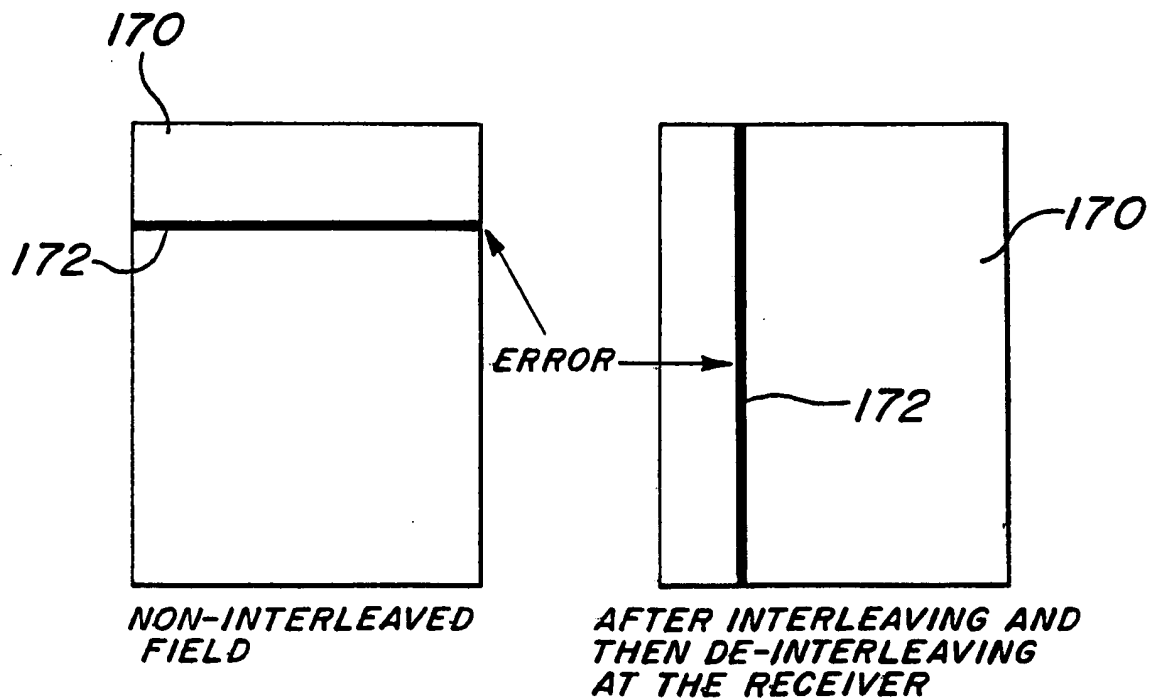 170
172
ERROR
170
172
NON-INTERLEAVED
FIELD
AFTER INTERLEAVING AND
THEN DE-INTERLEAVING
AT THE RECEIVER